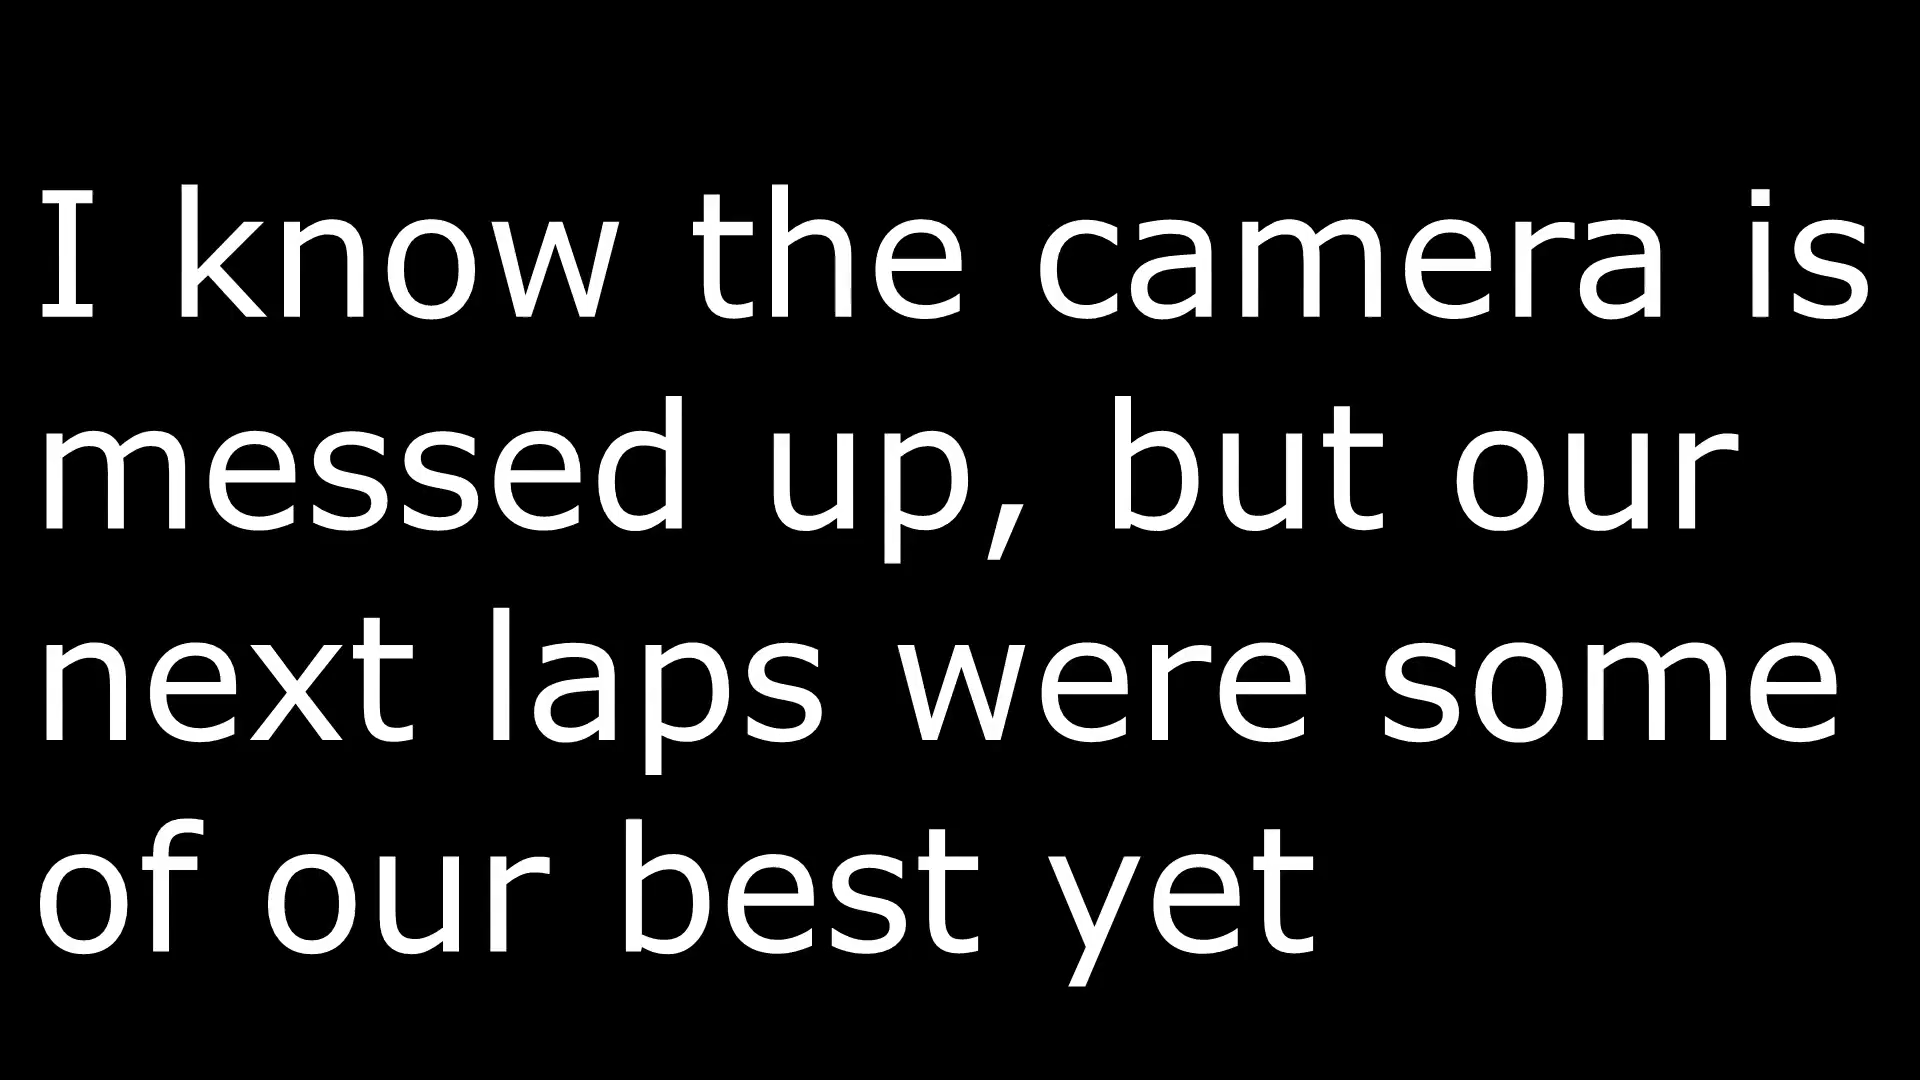 I know the camera is
messed up, but our
next laps were some
of our best yet